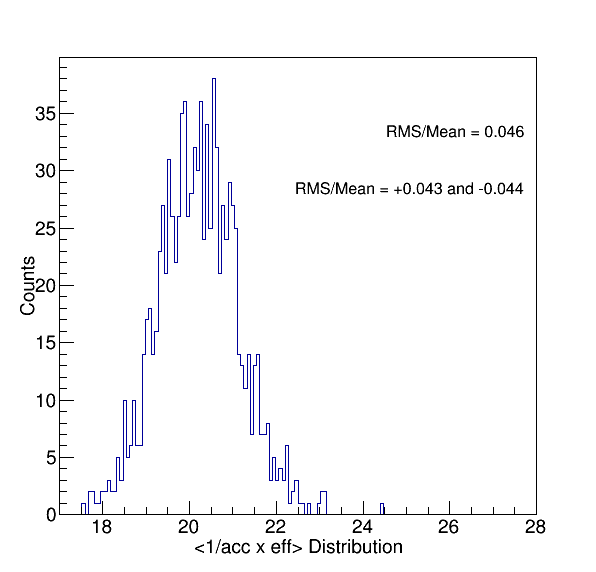 RMS/Mean = 0.046
RMS/Mean = +0.043 and -0.044
Counts
35
30
25
20
15
10
5
0
18 20 22 24 26 28
<1/acc x eff> Distribution